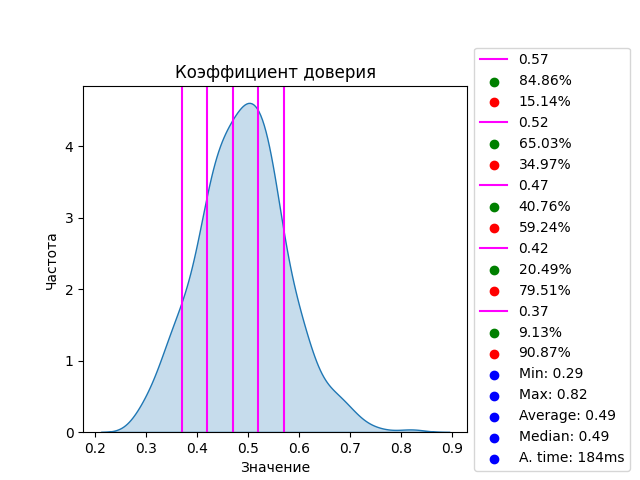 Коэффициент доверия
Частота
4
3
2
1
0
0.2 0.3 0.4 0.5 0.6 0.7 0.8 0.9
Значение
0.57
84.86%
15.14%
0.52
65.03%
34.97%
0.47
40.76%
59.24%
0.42
20.49%
79.51%
0.37
9.13%
90.87%
Min: 0.29
Max: 0.82
Average: 0.49
Median: 0.49
A. time: 184ms